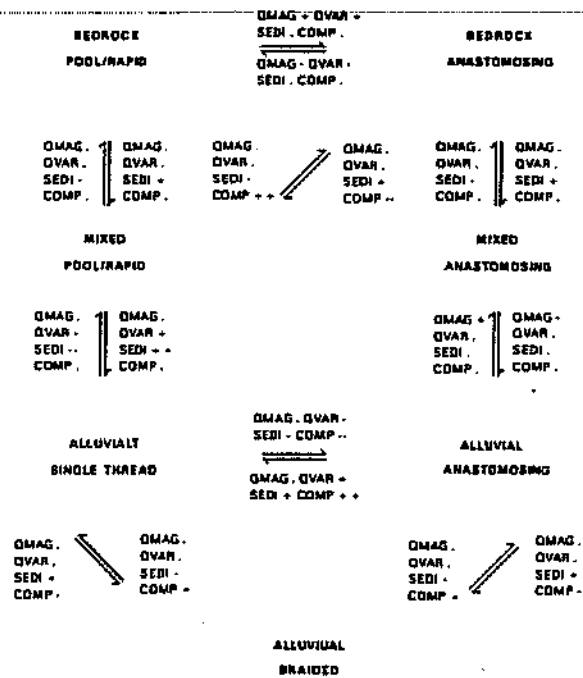 QMAG + QVAR +
SEDI . COMP .
BEDROCK
POOL/RAPID
BEDROCK
ANASTOMOSING
QMAG - QVAR -
SEDI . COMP .
QMAG . QMAG .
QVAR . QVAR .
SEDI - SEDI +
COMP . COMP .
QMAG . QMAG .
QVAR . QVAR .
SEDI - SEDI +
COMP + + COMP --
QMAG . QMAG .
QVAR . QVAR .
SEDI - SEDI +
COMP . COMP .
MIXED
POOL/RAPID
MIXED
ANASTOMOSING
QMAG . QMAG .
QVAR - QVAR +
SEDI -- SEDI + +
COMP . COMP .
QMAG + QMAG -
QVAR . QVAR .
SEDI . SEDI .
COMP . COMP .
QMAG . QVAR -
SEDI - COMP --
ALLUVIALT
SINGLE THREAD
ALLUVIAL
ANASTOMOSING
QMAG . QVAR +
SEDI + COMP + +
QMAG . QMAG .
QVAR . QVAR .
SEDI + SEDI -
COMP - COMP +
QMAG . QMAG .
QVAR . QVAR .
SEDI - SEDI +
COMP + COMP -
ALLUVIUAL
BRAIDED